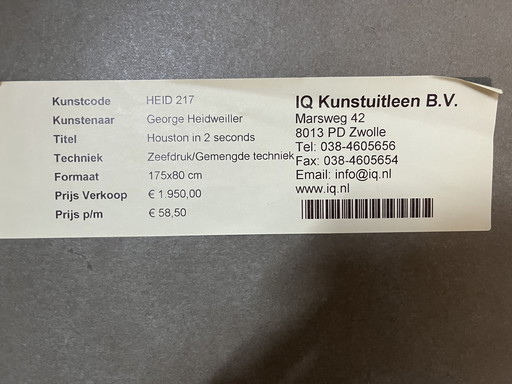 Kunstcode HEID 217
Kunstenaar George Heidweiller
Titel Houston in 2 seconds
Techniek Zeefdruk/Gemengde techniek
Formaat 175x80 cm
Prijs Verkoop € 1.950,00
Prijs p/m € 58,50
IQ Kunstuitleen B.V.
Marsweg 42
8013 PD Zwolle
Tel: 038-4605656
Fax: 038-4605654
Email: info@iq.nl
www.iq.nl